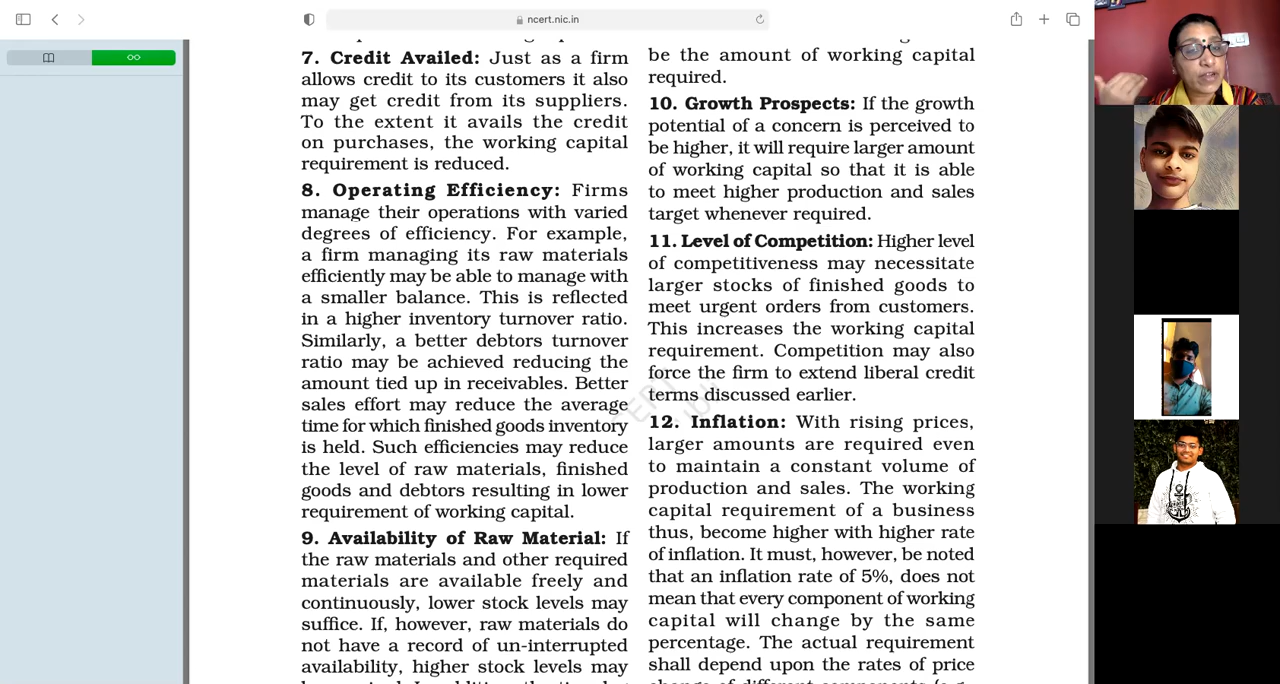 ncert.nic.in
7. Credit Availed: Just as a firm
allows credit to its customers it also
may get credit from its suppliers.
To the extent it avails the credit
on purchases, the working capital
requirement is reduced.
8. Operating Efficiency: Firms
manage their operations with varied
degrees of efficiency. For example,
a firm managing its raw materials
efficiently may be able to manage with
a smaller balance. This is reflected
in a higher inventory turnover ratio.
Similarly, a better debtors turnover
ratio may be achieved reducing the
amount tied up in receivables. Better
sales effort may reduce the average
time for which finished goods inventory
is held. Such efficiencies may reduce
the level of raw materials, finished
goods and debtors resulting in lower
requirement of working capital.
9. Availability of Raw Material: If
the raw materials and other required
materials are available freely and
continuously, lower stock levels may
suffice. If, however, raw materials do
not have a record of un-interrupted
availability, higher stock levels may
be the amount of working capital
required.
10. Growth Prospects: If the growth
potential of a concern is perceived to
be higher, it will require larger amount
of working capital so that it is able
to meet higher production and sales
target whenever required.
11. Level of Competition: Higher level
of competitiveness may necessitate
larger stocks of finished goods to
meet urgent orders from customers.
This increases the working capital
requirement. Competition may also
force the firm to extend liberal credit
terms discussed earlier.
12. Inflation: With rising prices,
larger amounts are required even
to maintain a constant volume of
production and sales. The working
capital requirement of a business
thus, become higher with higher rate
of inflation. It must, however, be noted
that an inflation rate of 5%, does not
mean that every component of working
capital will change by the same
percentage. The actual requirement
shall depend upon the rates of price